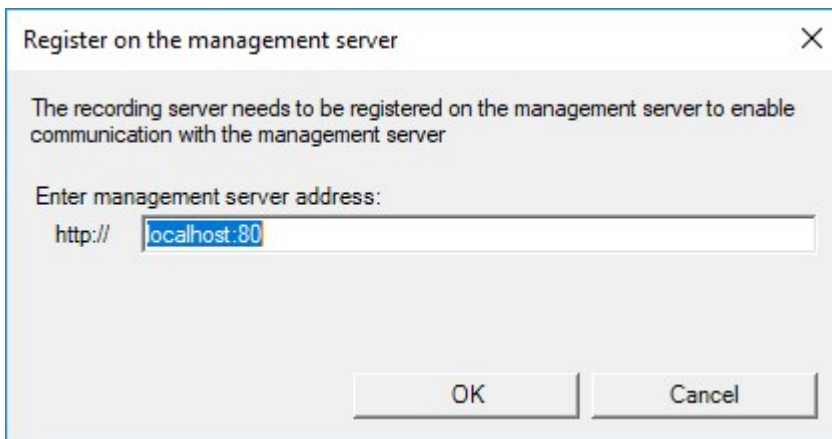 Register on the management server
The recording server needs to be registered on the management server to enable
communication with the management server
Enter management server address:
http:// localhost:80
OK Cancel